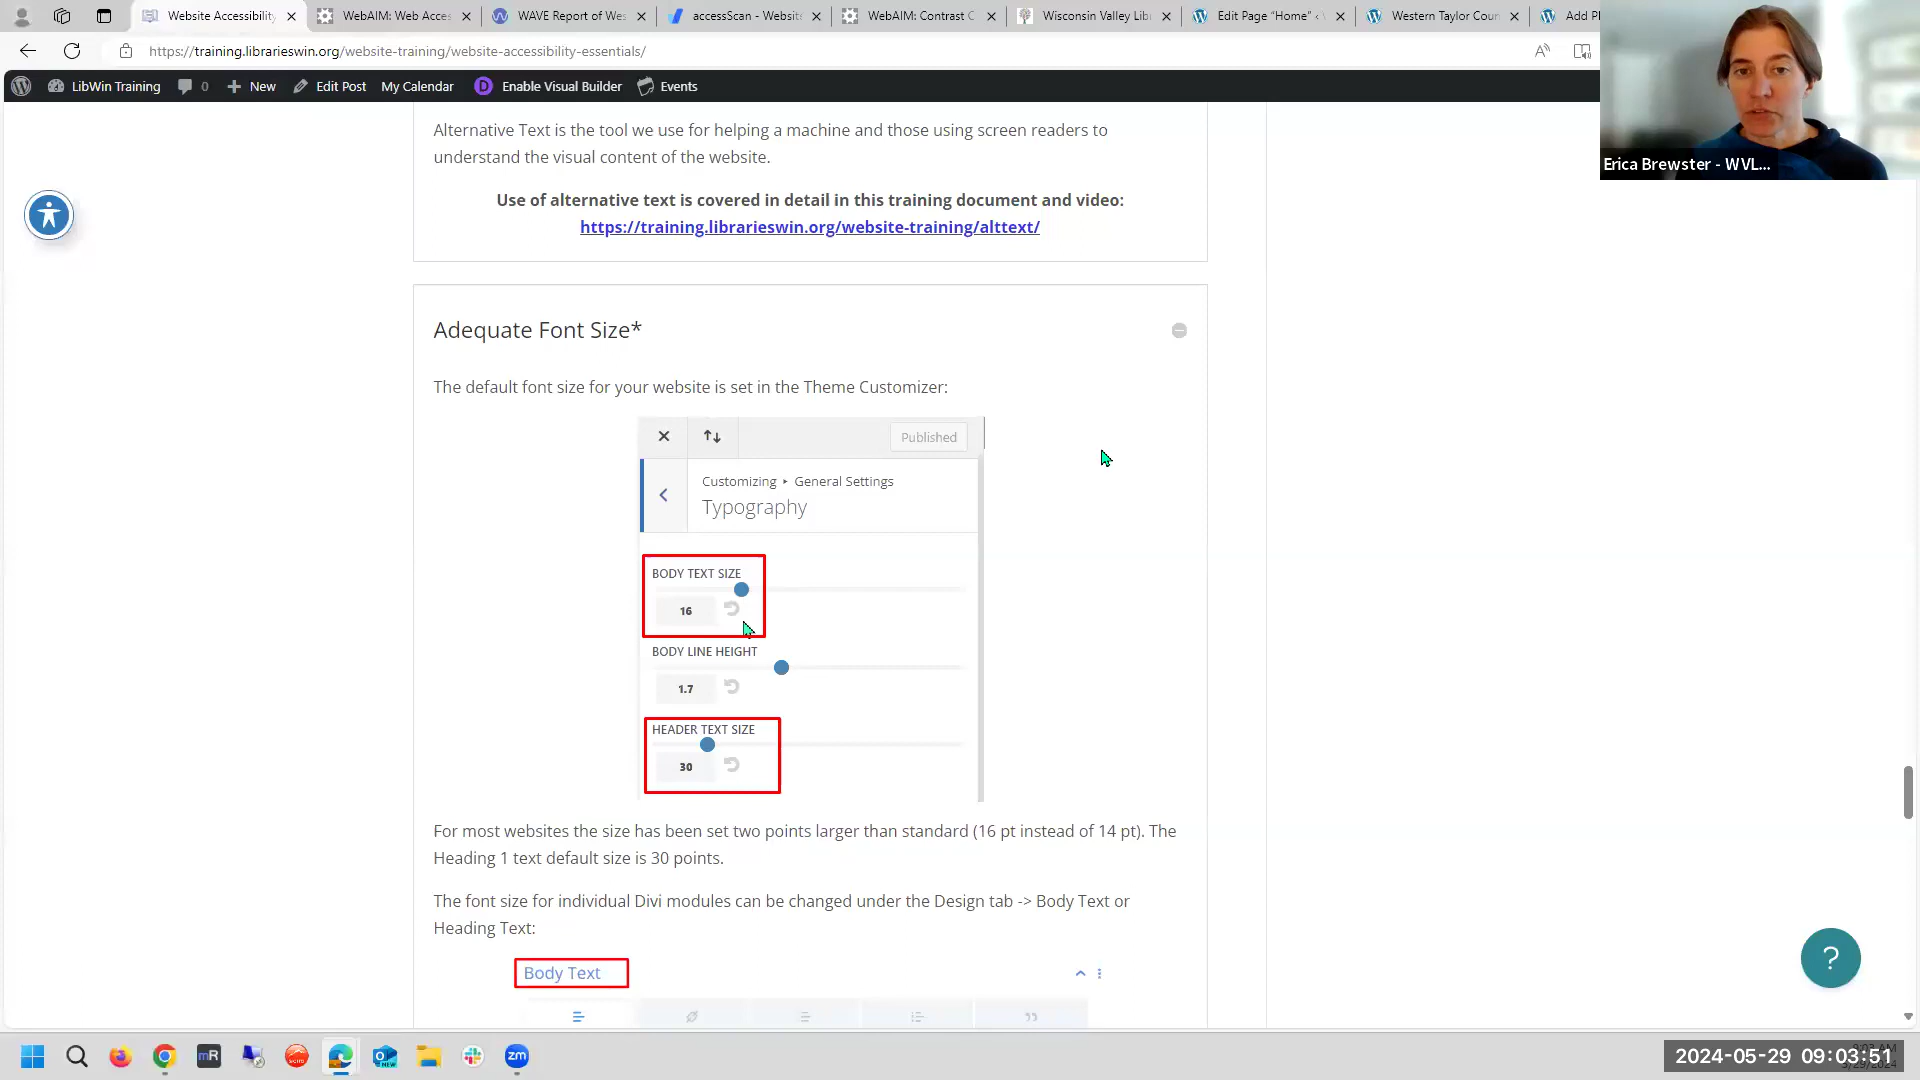 Website Accessibility
WebAIM: Web Acces
WAVE Report of Wes
accessScan - Website
WebAIM: Contrast C
Wisconsin Valley Lib
Edit Page “Home” ‹ W
Western Taylor Coun
Add Pl
https://training.librarieswin.org/website-training/website-accessibility-essentials/
LibWin Training
0
New
Edit Post
My Calendar
D
Enable Visual Builder
Events
Erica Brewster - WVL...
Alternative Text is the tool we use for helping a machine and those using screen readers to
understand the visual content of the website.
Use of alternative text is covered in detail in this training document and video:
https://training.librarieswin.org/website-training/alttext/
Adequate Font Size*
The default font size for your website is set in the Theme Customizer:
Published
Customizing ▸ General Settings
Typography
BODY TEXT SIZE
16
BODY LINE HEIGHT
1.7
HEADER TEXT SIZE
30
For most websites the size has been set two points larger than standard (16 pt instead of 14 pt). The
Heading 1 text default size is 30 points.
The font size for individual Divi modules can be changed under the Design tab -> Body Text or
Heading Text:
Body Text
?
mR
zm
2024-05-29 09:03:51